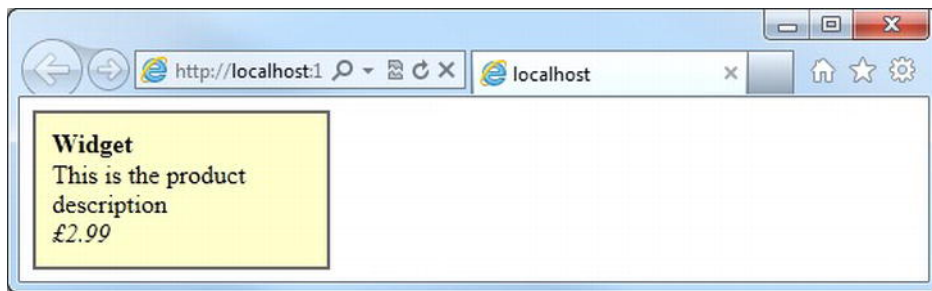 http://localhost:1
localhost
Widget
This is the product
description
£2.99